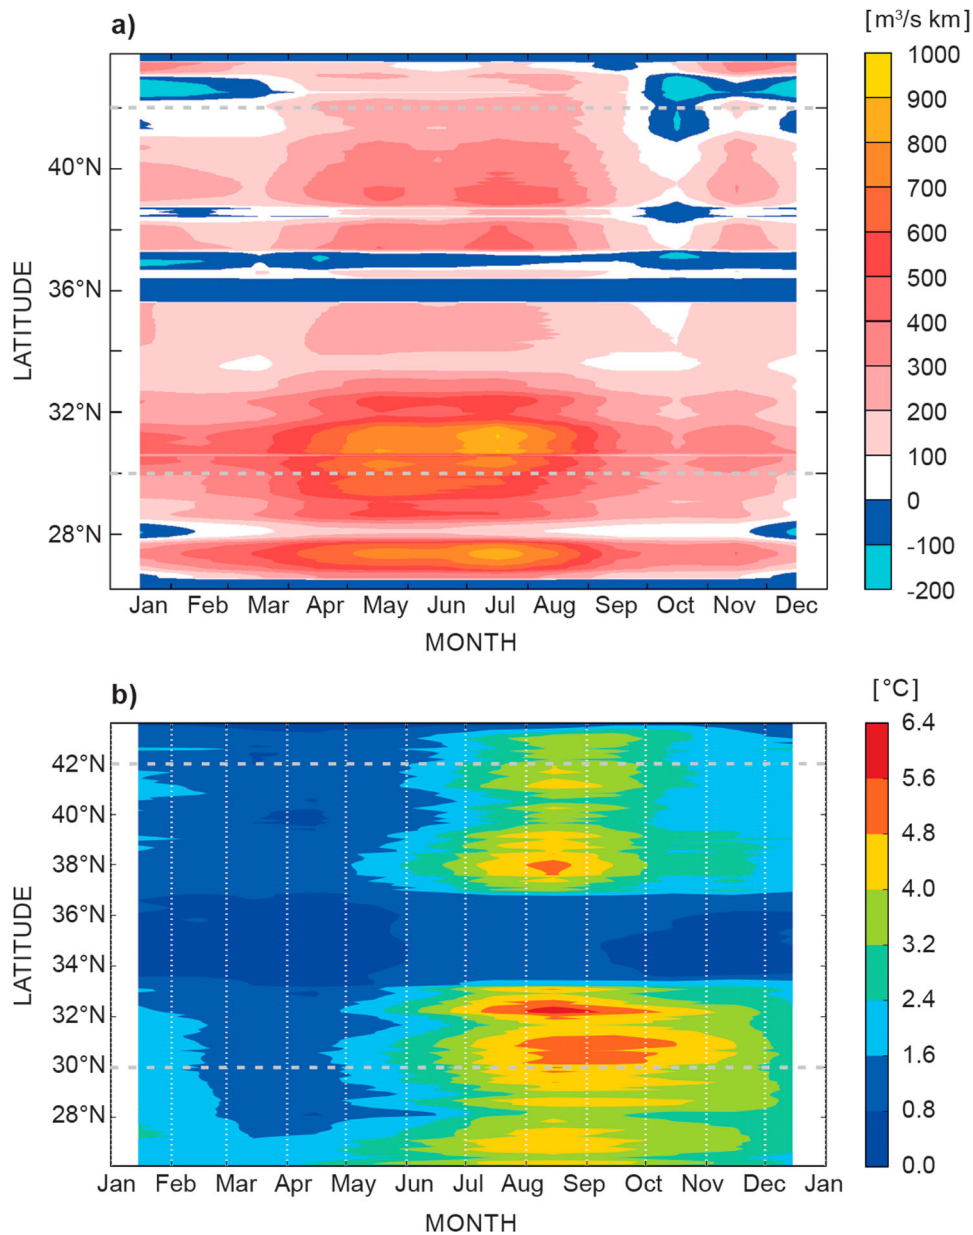 a)
[m³/s km]
1000
900
800
700
600
500
400
300
200
100
0
-100
-200
40°N
36°N
32°N
28°N
LATITUDE
Jan Feb Mar Apr May Jun Jul Aug Sep Oct Nov Dec
MONTH
b)
[°C]
6.4
5.6
4.8
4.0
3.2
2.4
1.6
0.8
0.0
42°N
40°N
38°N
36°N
34°N
32°N
30°N
28°N
LATITUDE
Jan Feb Mar Apr May Jun Jul Aug Sep Oct Nov Dec Jan
MONTH